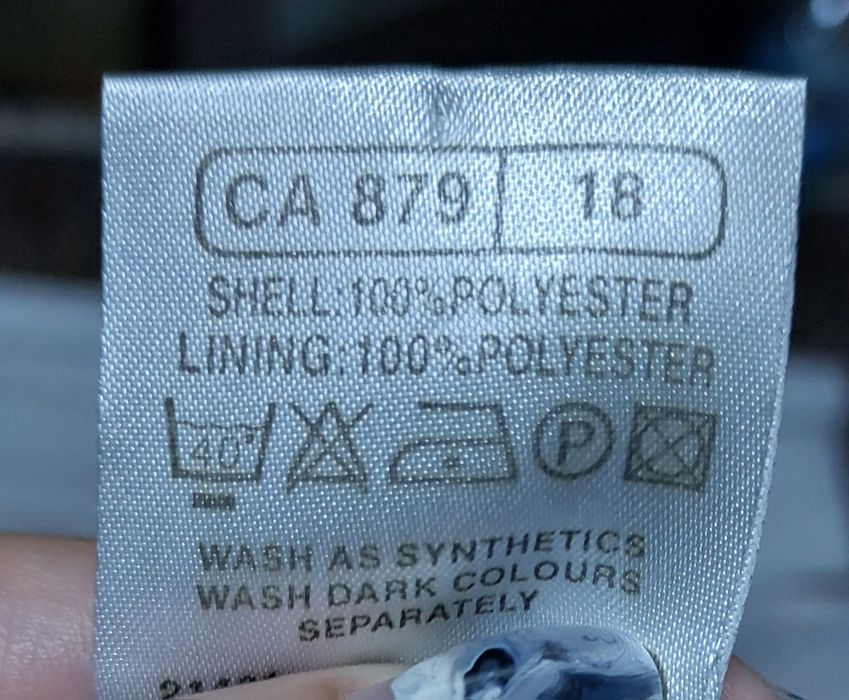 CA 879 18
SHELL:100%POLYESTER
LINING:100%POLYESTER
40° P
WASH AS SYNTHETICS
WASH DARK COLOURS
SEPARATELY